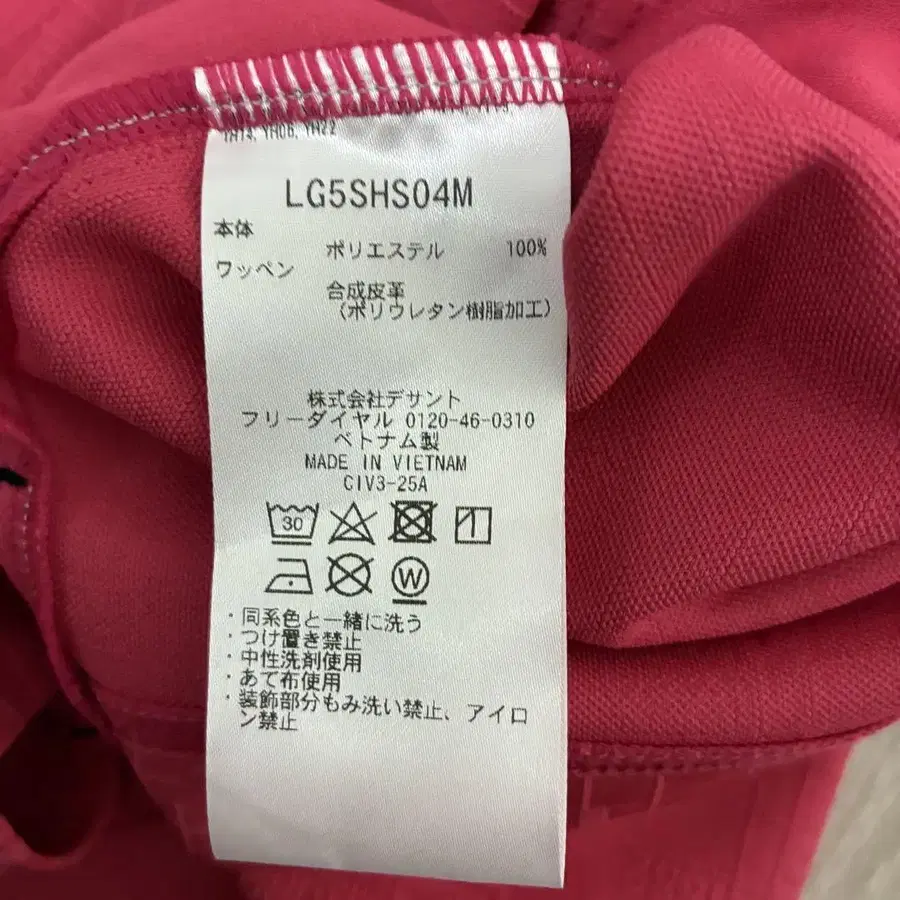 YH14, YH06, YH22
LG5SHS04M
本体
ポリエステル 100%
ワッペン
合成皮革
(ポリウレタン樹脂加工)
株式会社デサント
フリーダイヤル 0120-46-0310
ベトナム製
MADE IN VIETNAM
CIV3-25A
30
W
・同系色と一緒に洗う
・つけ置き禁止
・中性洗剤使用
・あて布使用
・装飾部分もみ洗い禁止、アイロ
ン禁止